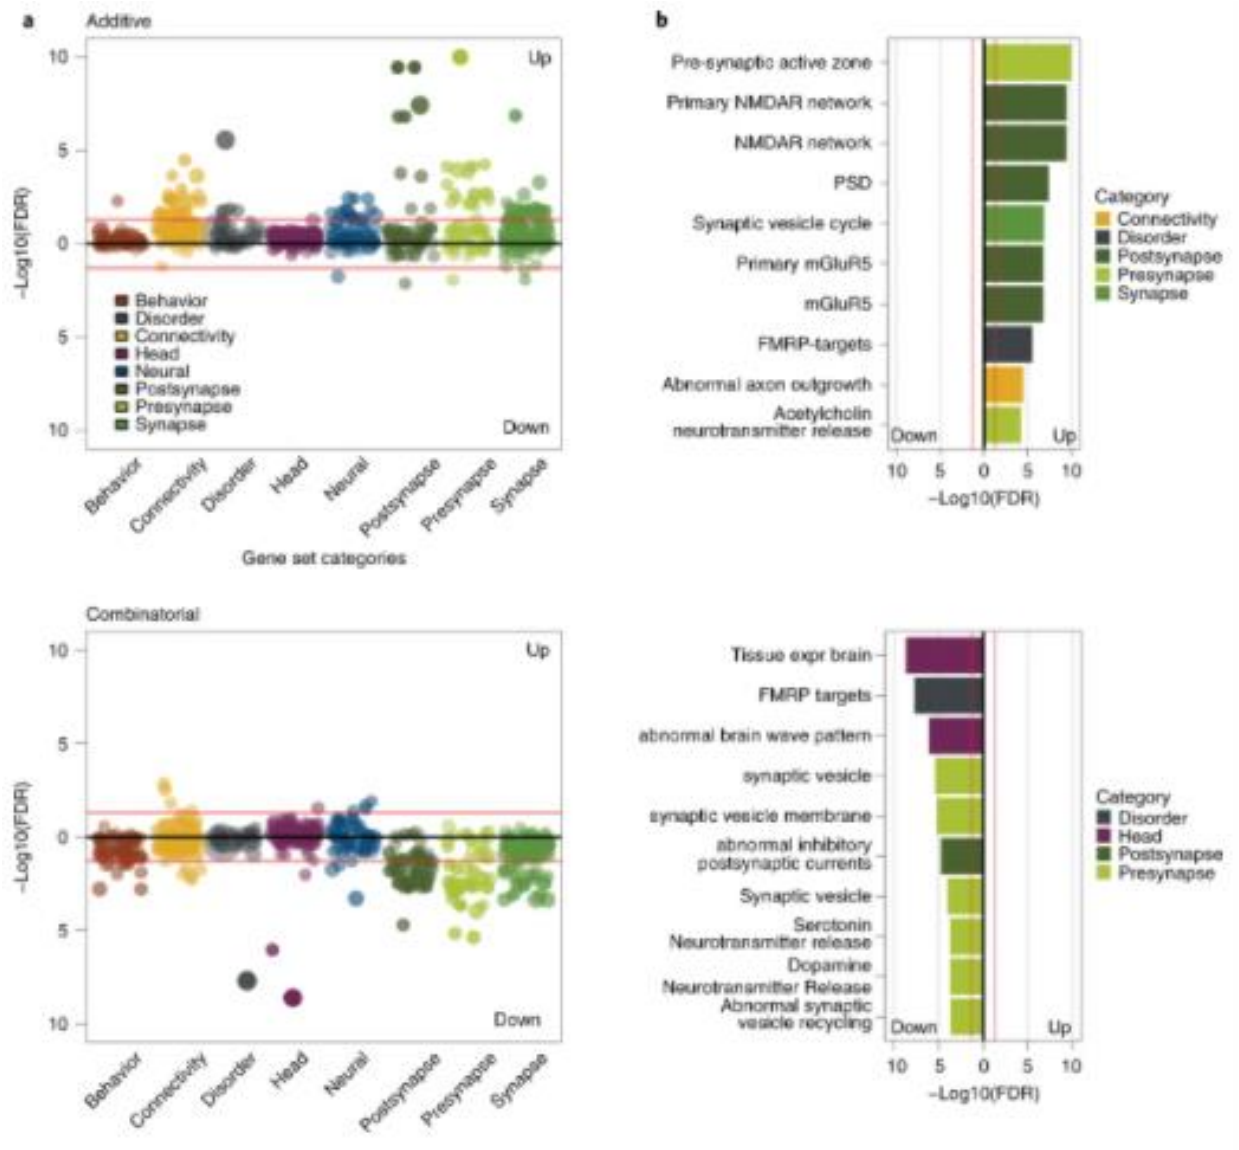 a
Additive
10
5
0
5
10
Up
Down
−Log10(FDR)
Behavior
Disorder
Connectivity
Head
Neural
Postsynapse
Presynapse
Synapse
Behavior
Connectivity
Disorder
Head
Neural
Postsynapse
Presynapse
Synapse
Gene set categories
b
Pre-synaptic active zone
Primary NMDAR network
NMDAR network
PSD
Synaptic vesicle cycle
Primary mGluR5
mGluR5
FMRP-targets
Abnormal axon outgrowth
Acetylcholin
neurotransmitter release
Down
Up
10 5 0 5 10
−Log10(FDR)
Category
Connectivity
Disorder
Postsynapse
Presynapse
Synapse
Combinatorial
10
5
0
5
10
Up
Down
−Log10(FDR)
Behavior
Connectivity
Disorder
Head
Neural
Postsynapse
Presynapse
Synapse
Tissue expr brain
FMRP targets
abnormal brain wave pattern
synaptic vesicle
synaptic vesicle membrane
abnormal inhibitory
postsynaptic currents
Synaptic vesicle
Serotonin
Neurotransmitter release
Dopamine
Neurotransmitter Release
Abnormal synaptic
vesicle recycling
Down
Up
10 5 0 5 10
−Log10(FDR)
Category
Disorder
Head
Postsynapse
Presynapse